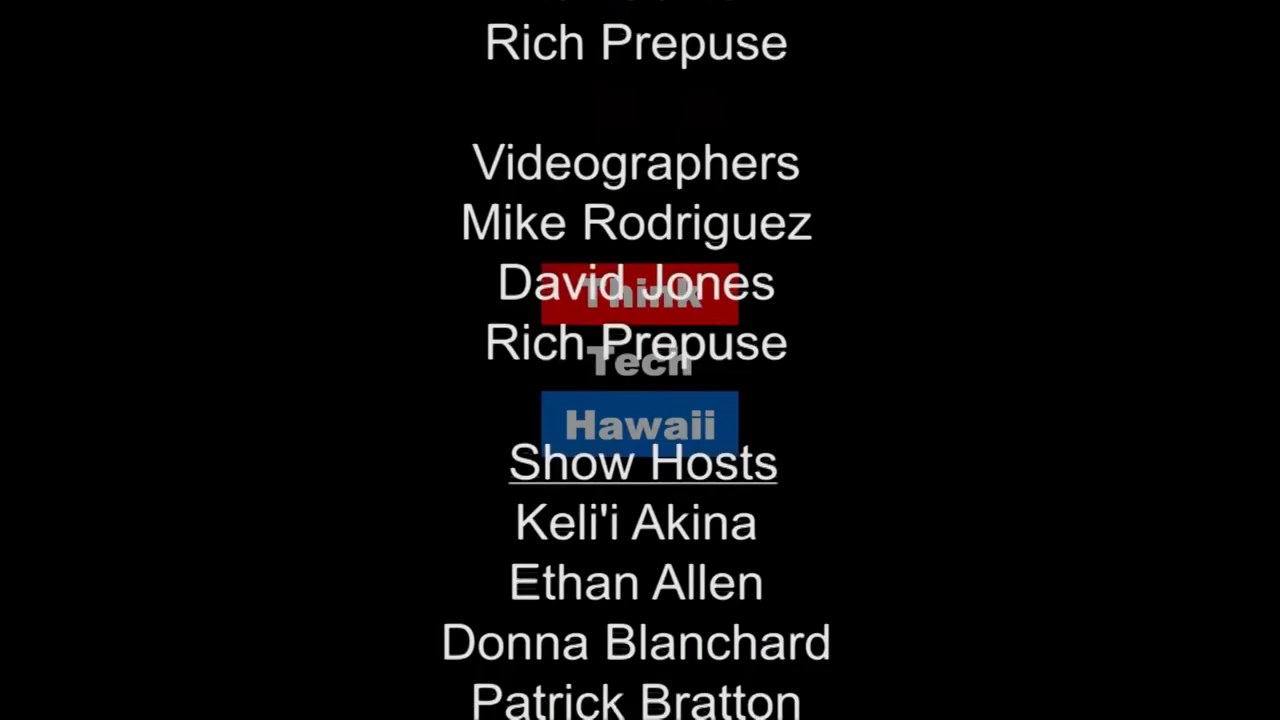 Rich Prepuse
Videographers
Mike Rodriguez
David Jones
Think
Rich Prepuse
Tech
Hawaii
Show Hosts
Keli'i Akina
Ethan Allen
Donna Blanchard
Patrick Bratton